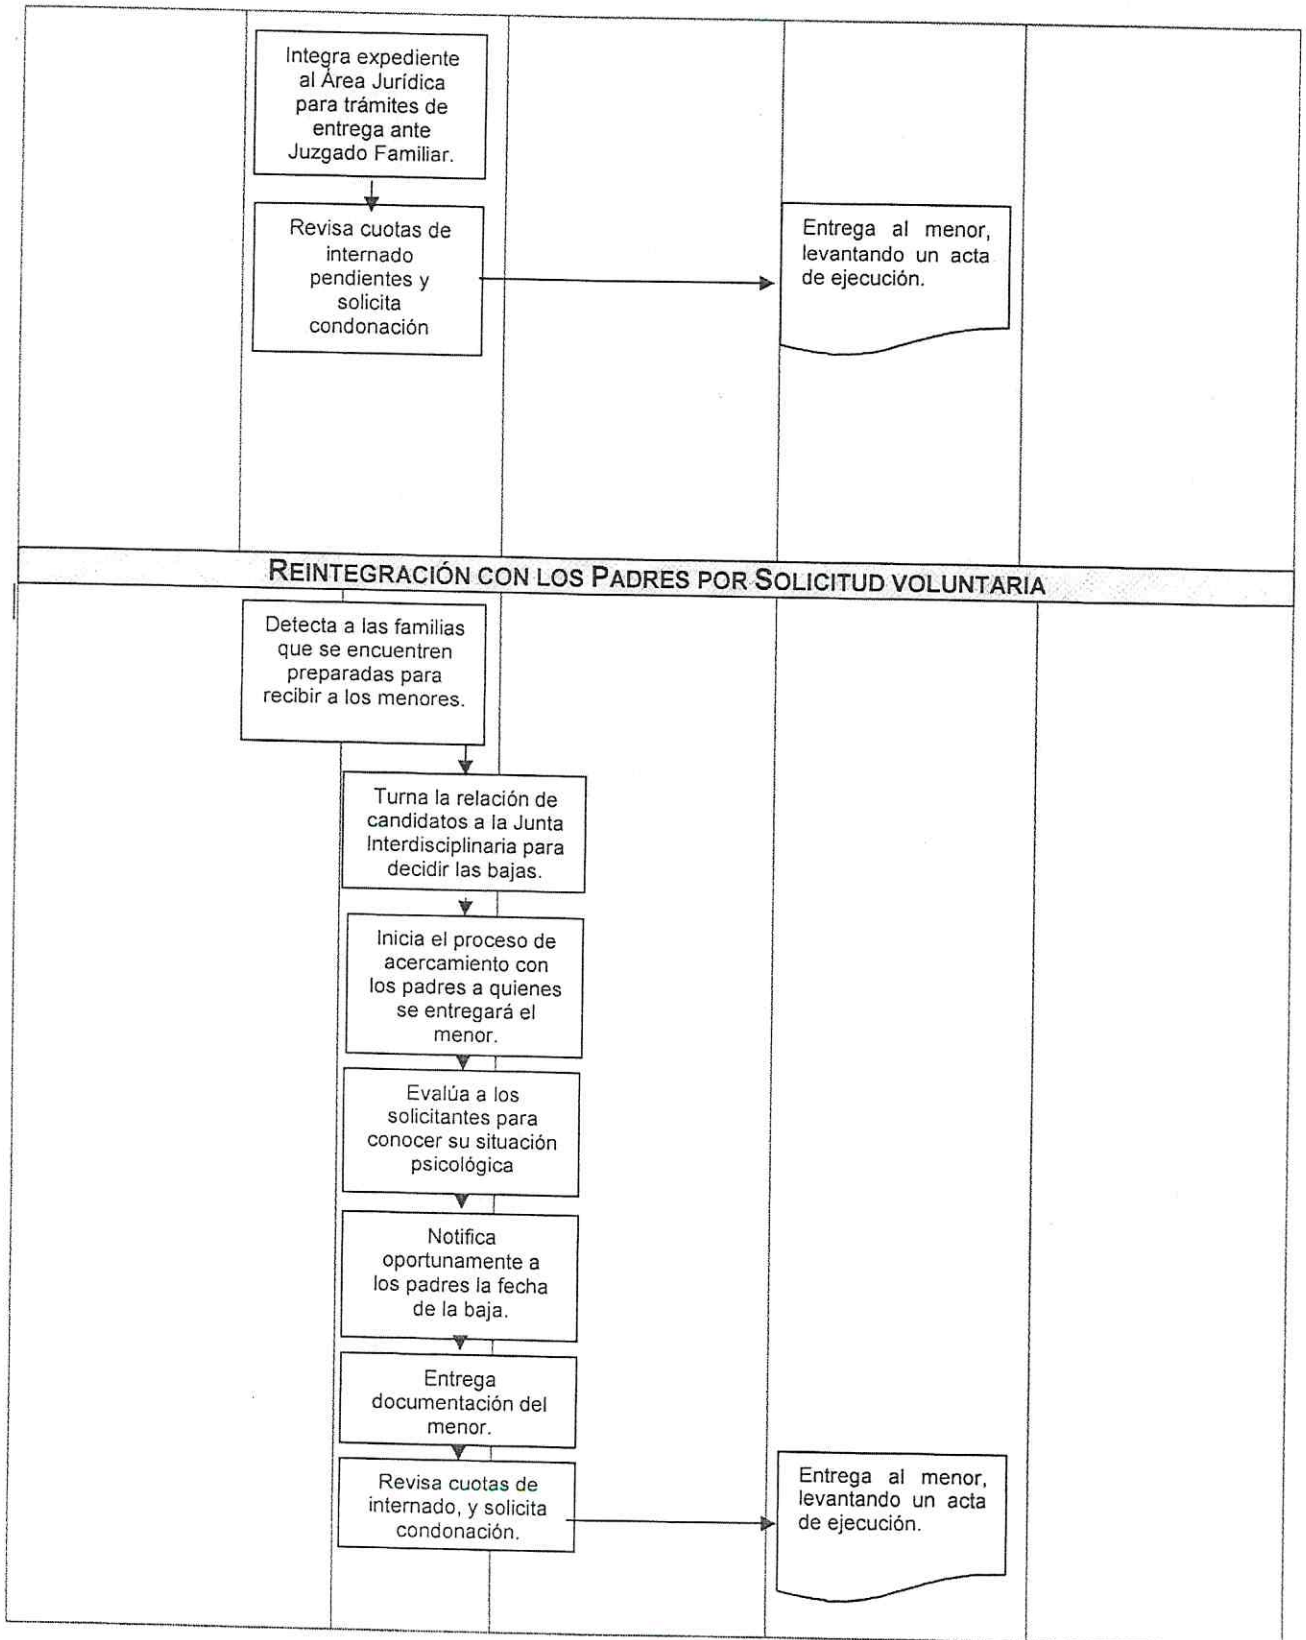 Integra expediente
al Área Jurídica
para trámites de
entrega ante
Juzgado Familiar.
Revisa cuotas de
internado
pendientes y
solicita
condonación
Entrega al menor,
levantando un acta
de ejecución.
REINTEGRACIÓN CON LOS PADRES POR SOLICITUD VOLUNTARIA
Detecta a las familias
que se encuentren
preparadas para
recibir a los menores.
Turna la relación de
candidatos a la Junta
Interdisciplinaria para
decidir las bajas.
Inicia el proceso de
acercamiento con
los padres a quienes
se entregará el
menor.
Evalúa a los
solicitantes para
conocer su situación
psicológica
Notifica
oportunamente a
los padres la fecha
de la baja.
Entrega
documentación del
menor.
Revisa cuotas de
internado, y solicita
condonación.
Entrega al menor,
levantando un acta
de ejecución.